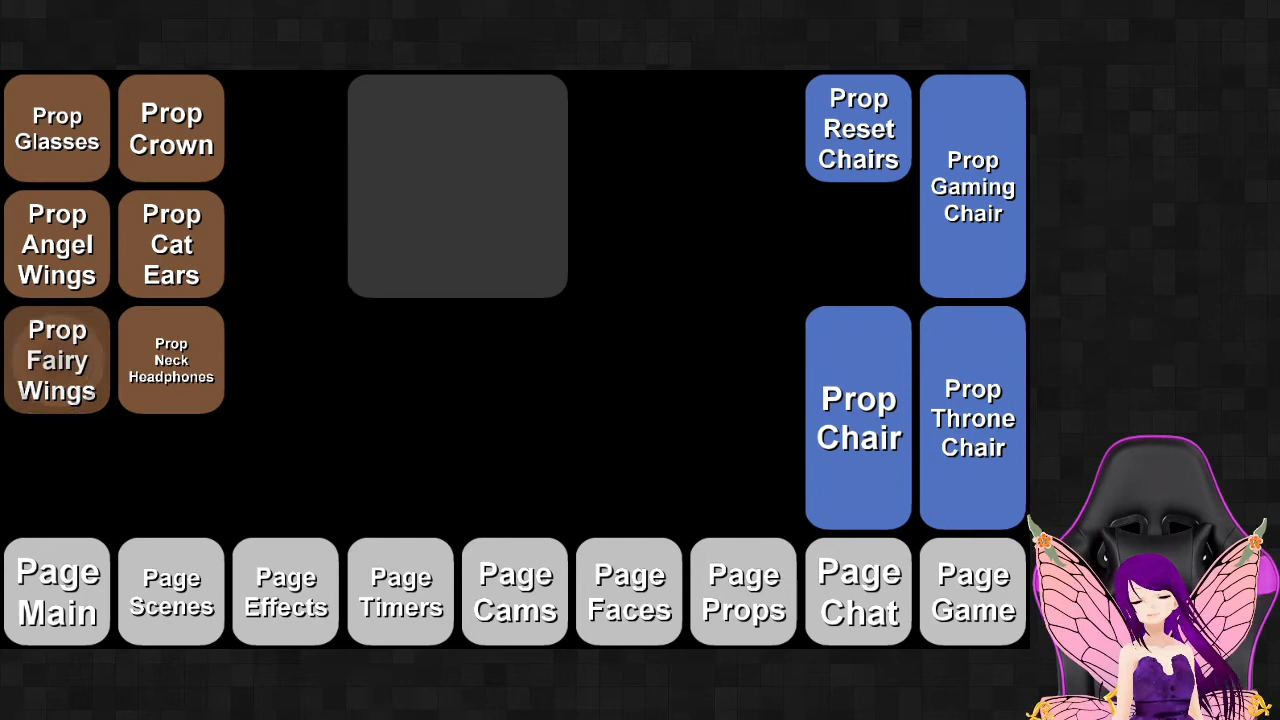 Prop
Glasses
Prop
Crown
Prop
Reset
Chairs
Prop
Gaming
Chair
Prop
Angel
Wings
Prop
Cat
Ears
Prop
Fairy
Wings
Prop
Neck
Headphones
Prop
Chair
Prop
Throne
Chair
Page
Main
Page
Scenes
Page
Effects
Page
Timers
Page
Cams
Page
Faces
Page
Props
Page
Chat
Page
Game